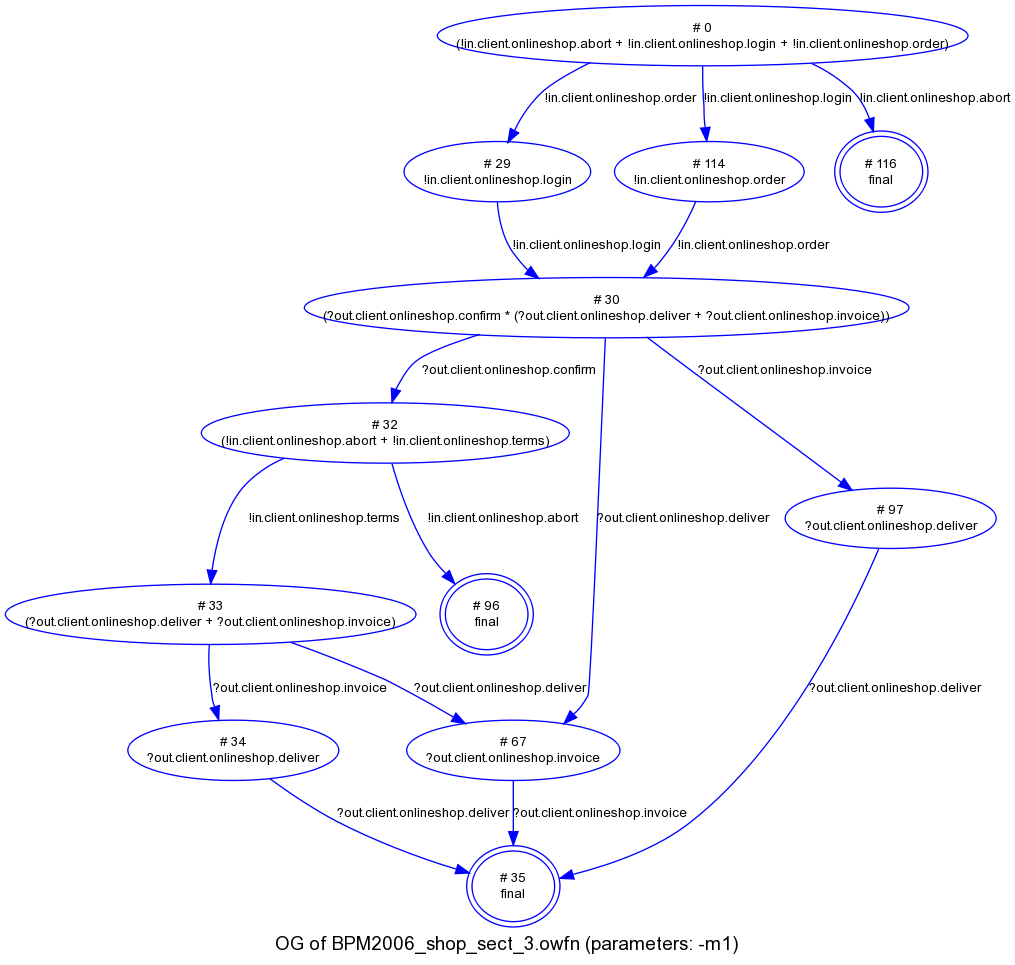 # 0
(!in.client.onlineshop.abort + !in.client.onlineshop.login + !in.client.onlineshop.order)
!in.client.onlineshop.order
!in.client.onlineshop.login
!in.client.onlineshop.abort
# 29
!in.client.onlineshop.login
# 114
!in.client.onlineshop.order
# 116
final
!in.client.onlineshop.login
!in.client.onlineshop.order
# 30
(?out.client.onlineshop.confirm * (?out.client.onlineshop.deliver + ?out.client.onlineshop.invoice))
?out.client.onlineshop.confirm
?out.client.onlineshop.invoice
# 32
(!in.client.onlineshop.abort + !in.client.onlineshop.terms)
!in.client.onlineshop.terms
!in.client.onlineshop.abort
?out.client.onlineshop.deliver
# 97
?out.client.onlineshop.deliver
# 33
(?out.client.onlineshop.deliver + ?out.client.onlineshop.invoice)
# 96
final
?out.client.onlineshop.invoice
?out.client.onlineshop.deliver
?out.client.onlineshop.deliver
# 34
?out.client.onlineshop.deliver
# 67
?out.client.onlineshop.invoice
?out.client.onlineshop.deliver
?out.client.onlineshop.invoice
# 35
final
OG of BPM2006_shop_sect_3.owfn (parameters: -m1)